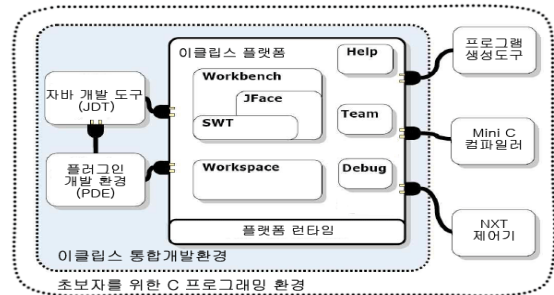 이클립스 플랫폼
Help
Workbench
JFace
SWT
Team
Workspace
Debug
플랫폼 런타임
자바 개발 도구
(JDT)
플러그인
개발 환경
(PDE)
프로그램
생성도구
Mini C
컴파일러
NXT
제어기
이클립스 통합개발환경
초보자를 위한 C 프로그래밍 환경